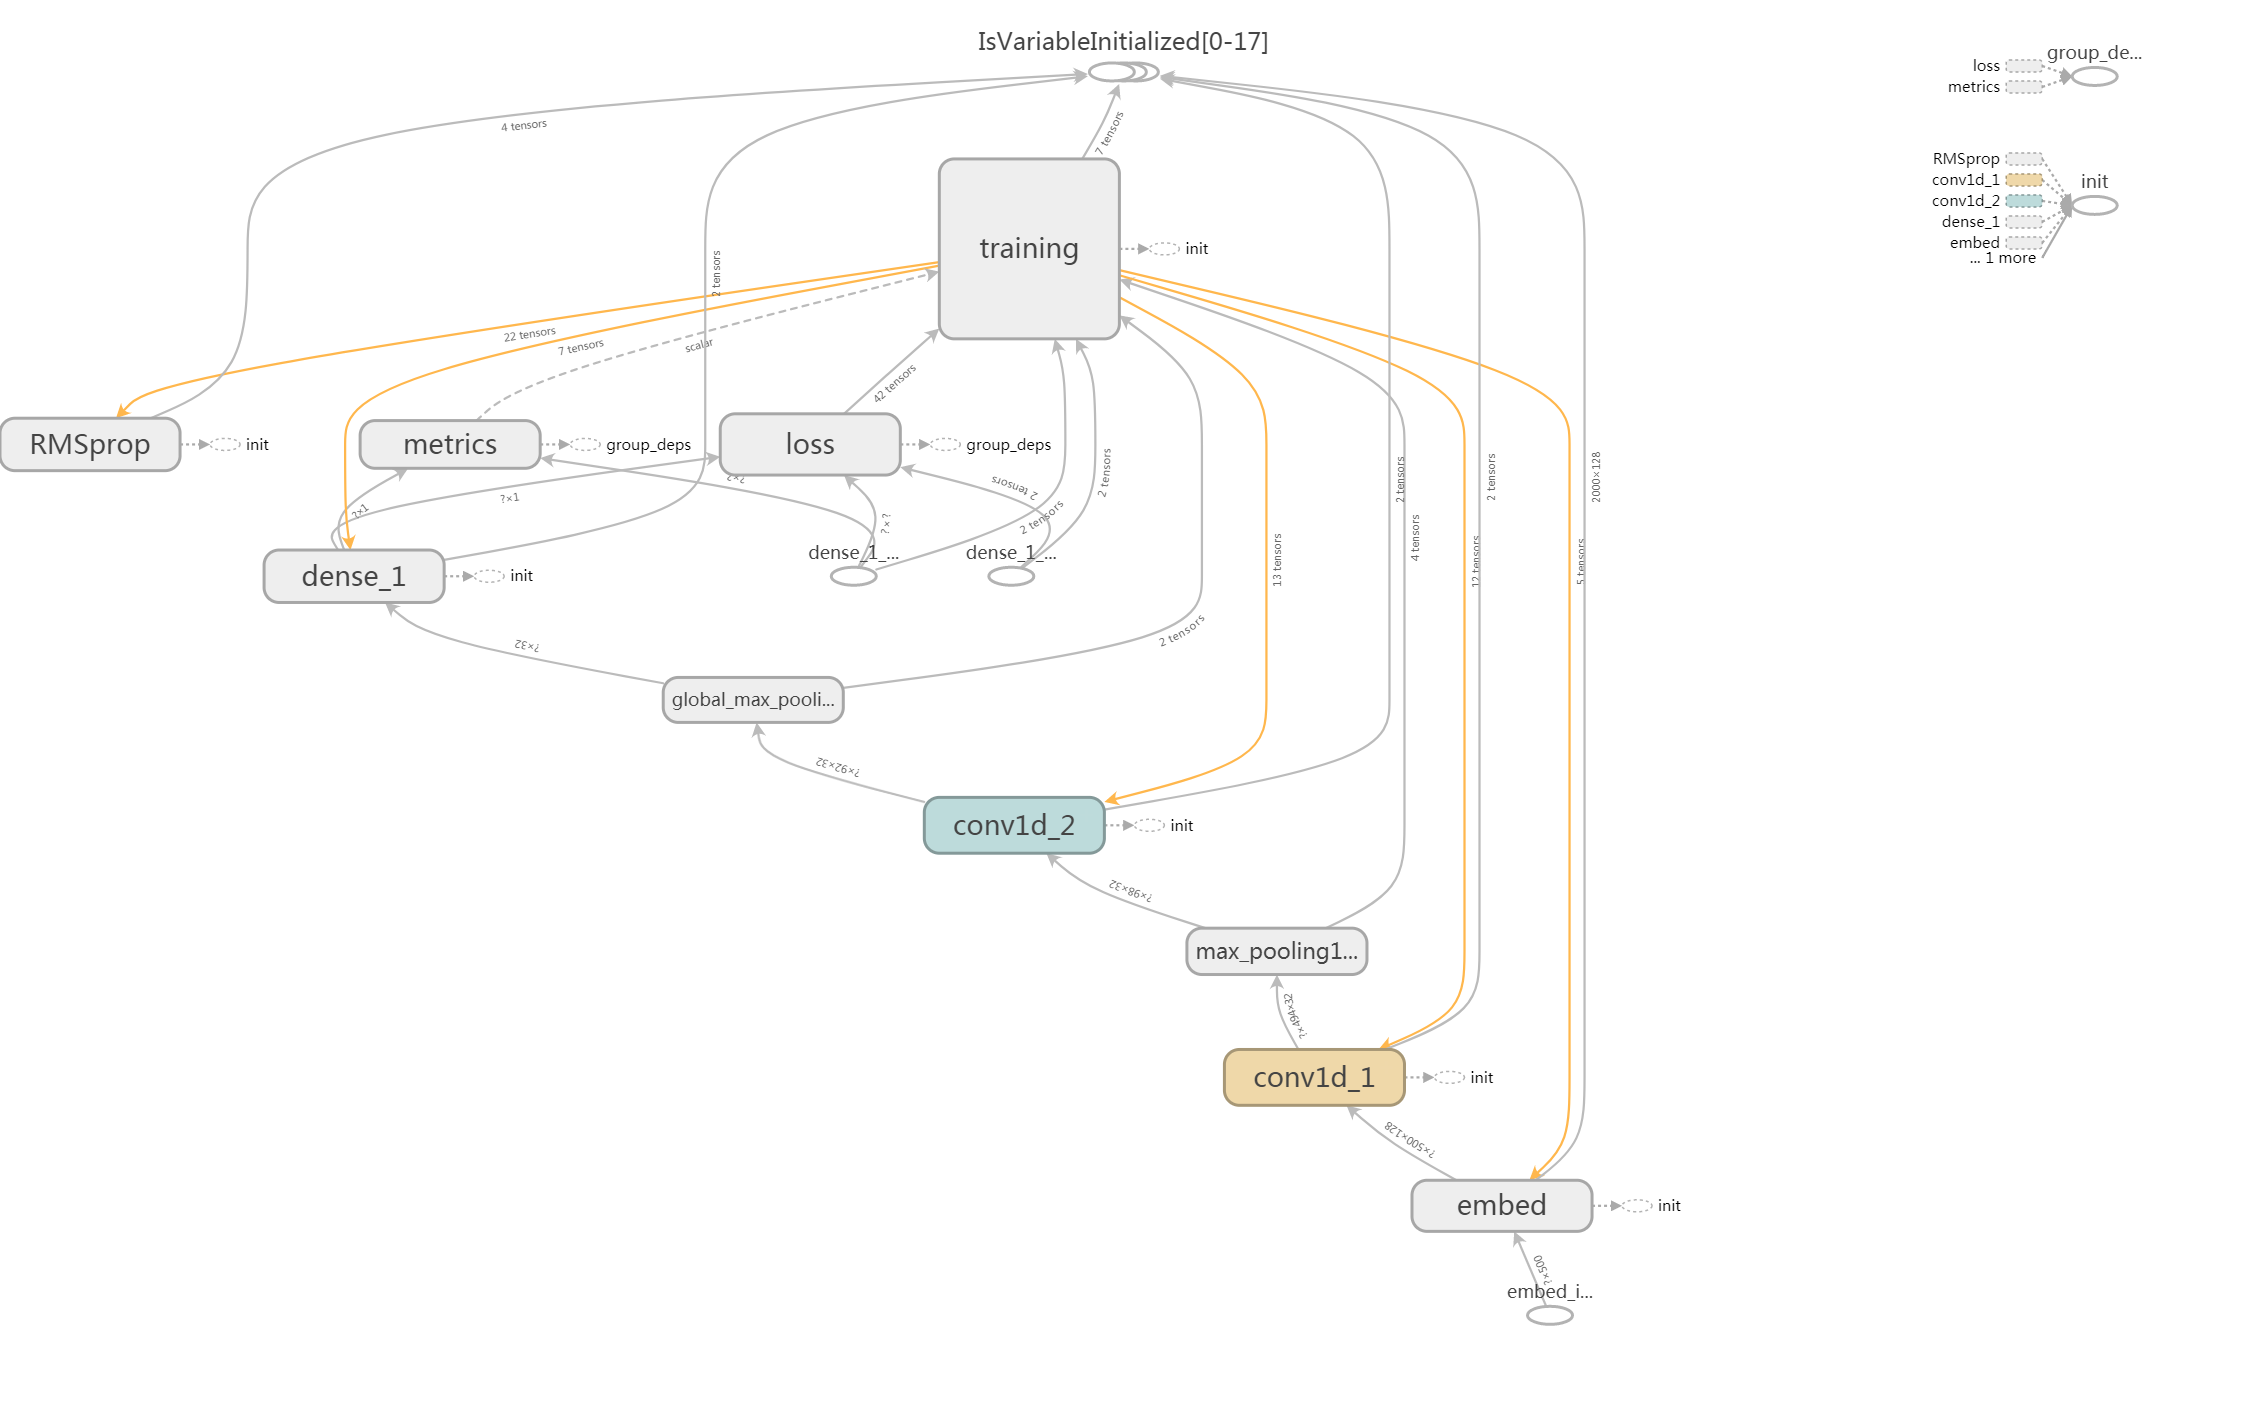 IsVariableInitialized[0-17]
group_de...
loss
metrics
4 tensors
7 tensors
RMSprop
conv1d_1
conv1d_2
dense_1
embed
... 1 more
init
training
init
2 tensors
22 tensors
7 tensors
scalar
42 tensors
RMSprop
init
metrics
group_deps
loss
group_deps
?×?
?×1
?×1
?×?
2 tensors
2 tensors
2 tensors
2 tensors
2 tensors
2000×128
4 tensors
13 tensors
12 tensors
5 tensors
dense_1_...
dense_1_...
dense_1
init
?×32
2 tensors
global_max_pooli...
?×92×32
conv1d_2
init
?×98×32
max_pooling1...
?×494×32
conv1d_1
init
?×500×128
embed
init
?×500
embed_i...